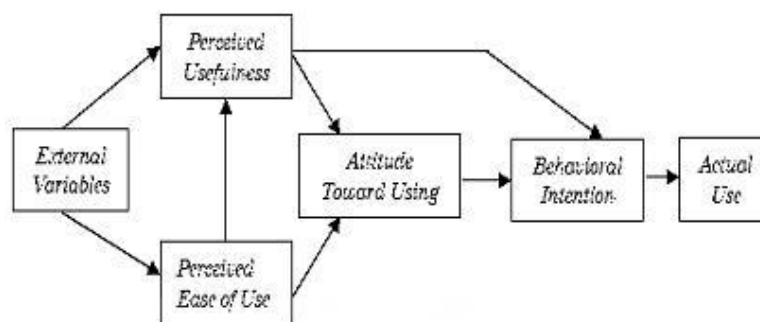 Perceived
Usefulness
External
Variables
Attitude
Toward Using
Behavioral
Intention
Actual
Use
Perceived
Ease of Use